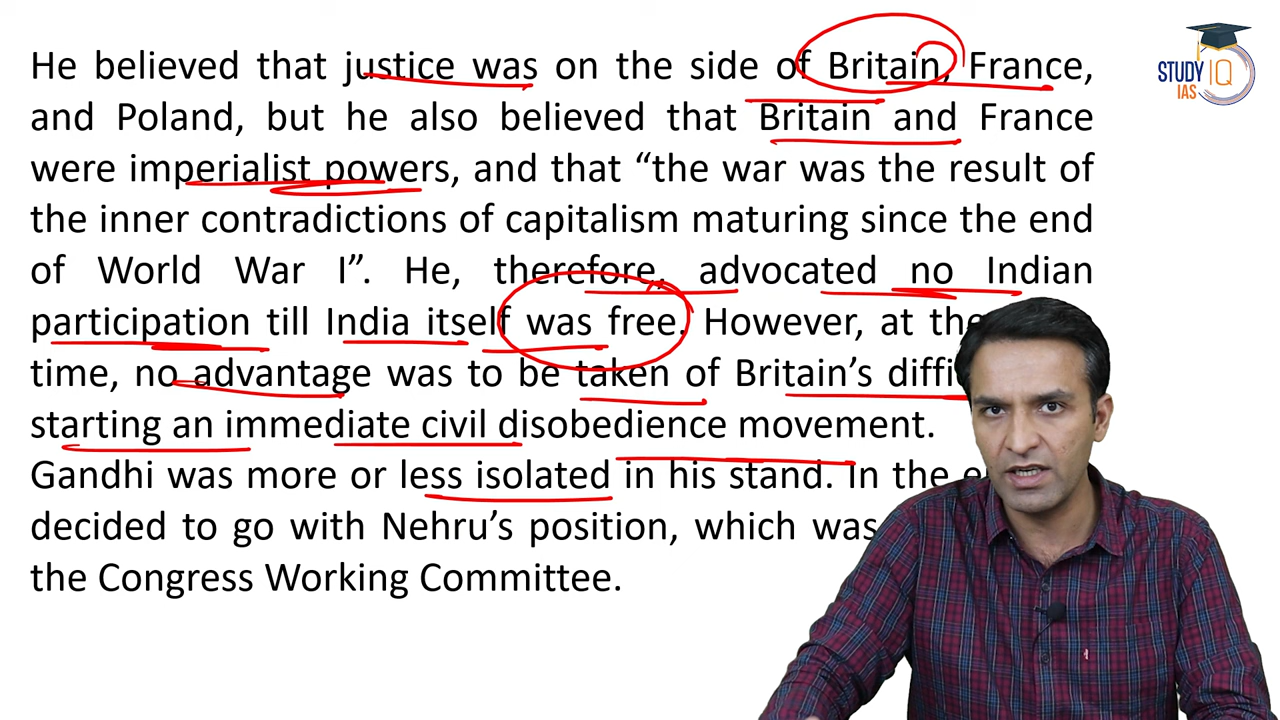 He believed that justice was on the side of Britain, France,
and Poland, but he also believed that Britain and France
were imperialist powers, and that “the war was the result of
the inner contradictions of capitalism maturing since the end
of World War I”. He, therefore, advocated no Indian
participation till India itself was free. However, at the
time, no advantage was to be taken of Britain’s
starting an immediate civil disobedience movement.
Gandhi was more or less isolated in his stand. In the
decided to go with Nehru’s position, which was
the Congress Working Committee.
STUDY IQ
IAS